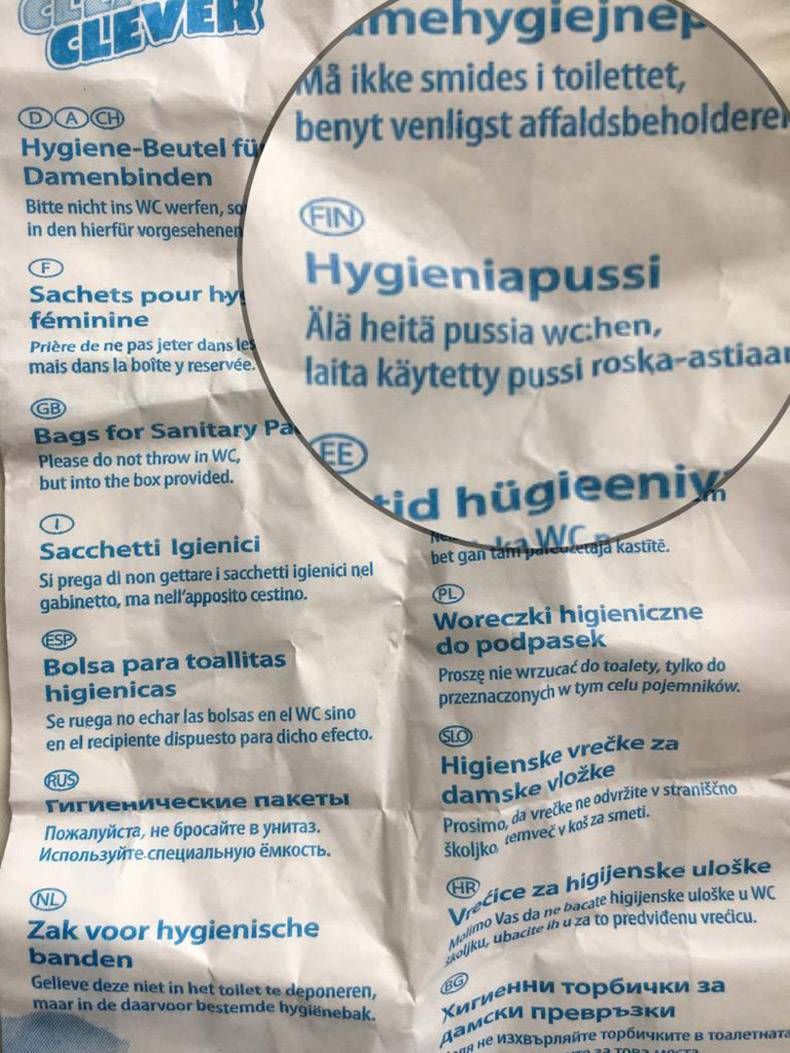 CLEVER
D A CH
Hygiene-Beutel für
Damenbinden
Bitte nicht ins WC werfen,
in den hierfür vorgesehenen
F
Sachets pour
féminine
Prière de ne pas jeter dans les
mais dans la boîte y reservée.
GB
Bags for Sanitary
Please do not throw in WC,
but into the box provided.
I
Sacchetti Igienici
Si prega di non gettare i sacchetti igienici nel
gabinetto, ma nell'apposito cestino.
ESP
Bolsa para toallitas
higienicas
Se ruega no echar las bolsas en el WC sino
en el recipiente dispuesto para dicho efecto.
RUS
Гигиенические пакеты
Пожалуйста, не бросайте в унитаз.
Используйте специальную ёмкость.
NL
Zak voor hygienische
banden
Gelieve deze niet in het toilet te deponeren,
maar in de daarvoor bestemde hygiënebak.
Må ikke smides i toilettet,
benyt venligst affaldsbeholderen
FIN
Hygieniapussi
Älä heitä pussia wc:hen,
laita käytetty pussi roska-astiaan
EE
WC
bet gan tam kastītē.
PL
Woreczki higieniczne
do podpasek
Proszę nie wrzucać do toalety, tylko do
przeznaczonych w tym celu pojemników.
SLO
Higienske vrečke za
damske vložke
Prosimo, da vrečke ne odvržite v straniščno
školjko, temveč v koš za smeti.
HR
Vrećice za higijenske uloške
Molimo Vas da ne bacate higijenske uloške u WC
školjku, ubacite ih u za to predviđenu vrećicu.
BG
Хигиенни торбички за
дамски превръзки
не изхвърляйте торбичките в тоалетната